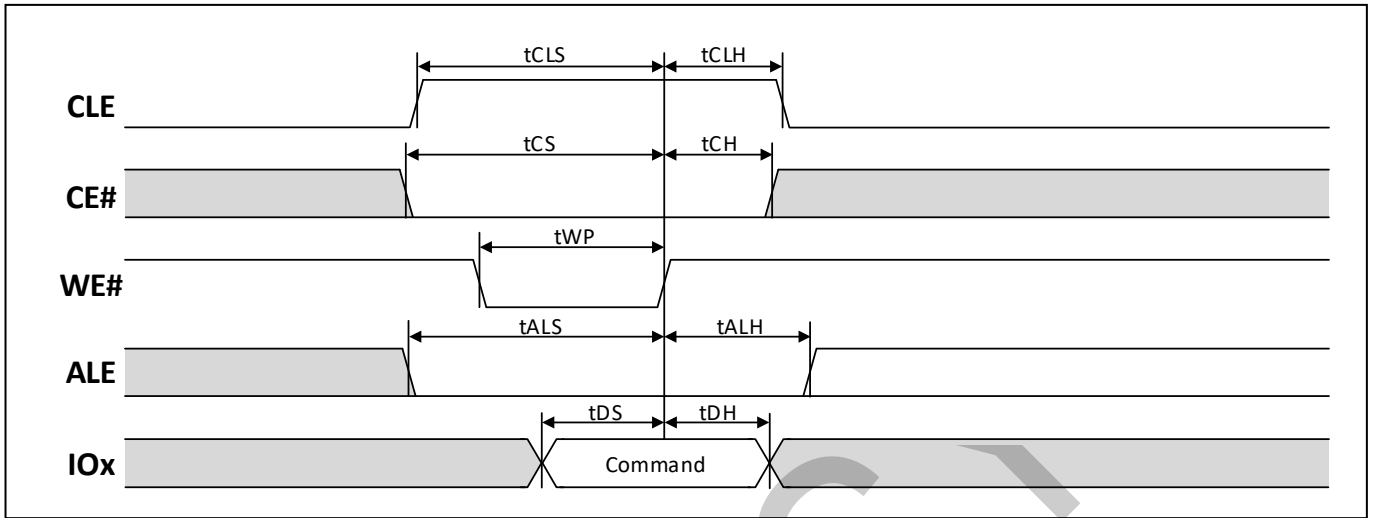 tCLS tCLH
CLE
tCS tCH
CE#
tWP
WE#
tALS tALH
ALE
tDS tDH
IOx Command